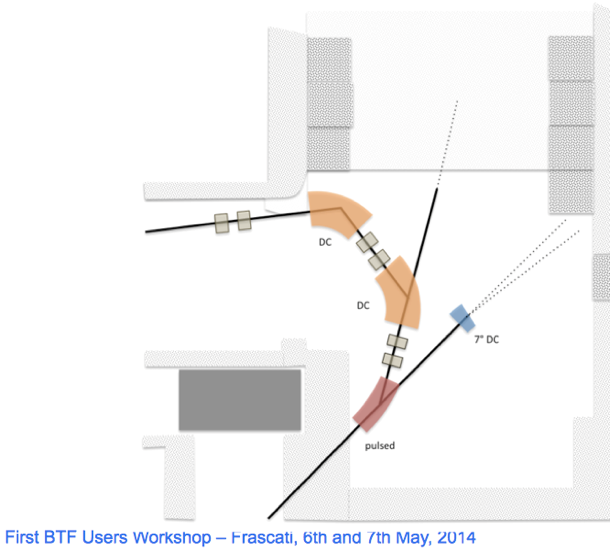 DC
DC
7" DC
pulsed
First BTF Users Workshop – Frascati, 6th and 7th May, 2014